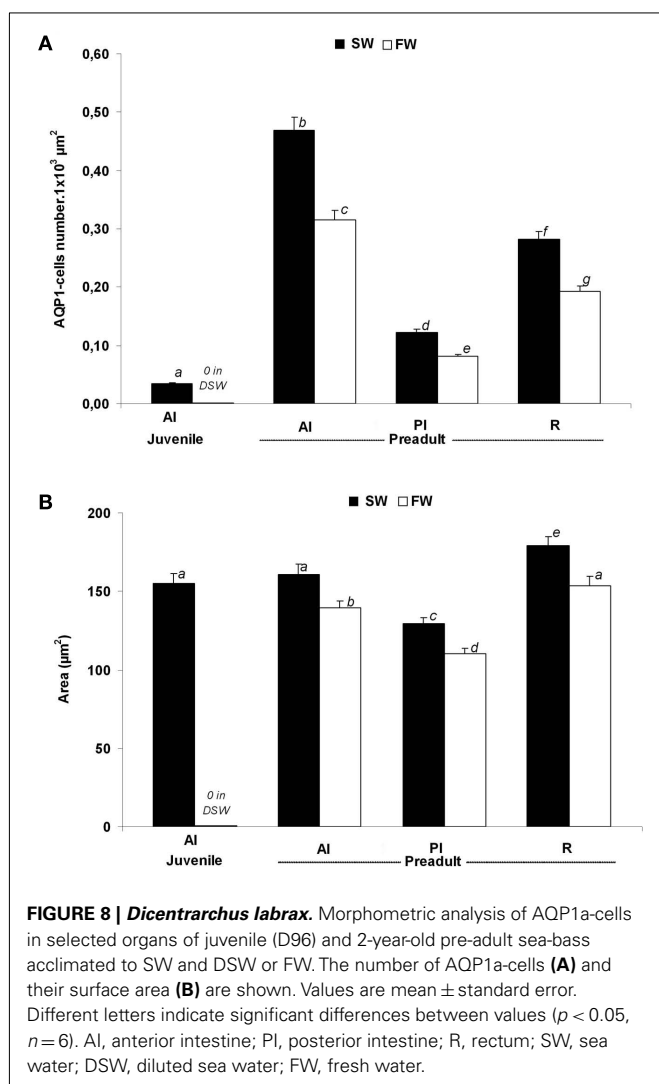 A
■ SW □ FW
0,60
0,50
0,40
0,30
0,20
0,10
0,00
AQP1-cells number.1x10³ µm²
a
0 in
DSW
b
c
d
e
f
g
AI
Juvenile
AI
PI
R
Preadult
B
■ SW □ FW
200
150
100
50
0
Area (µm²)
a
0 in
DSW
a
b
c
d
e
a
AI
Juvenile
AI
PI
R
Preadult
FIGURE 8 | Dicentrarchus labrax. Morphometric analysis of AQP1a-cells
in selected organs of juvenile (D96) and 2-year-old pre-adult sea-bass
acclimated to SW and DSW or FW. The number of AQP1a-cells (A) and
their surface area (B) are shown. Values are mean ± standard error.
Different letters indicate significant differences between values (p < 0.05,
n = 6). AI, anterior intestine; PI, posterior intestine; R, rectum; SW, sea
water; DSW, diluted sea water; FW, fresh water.